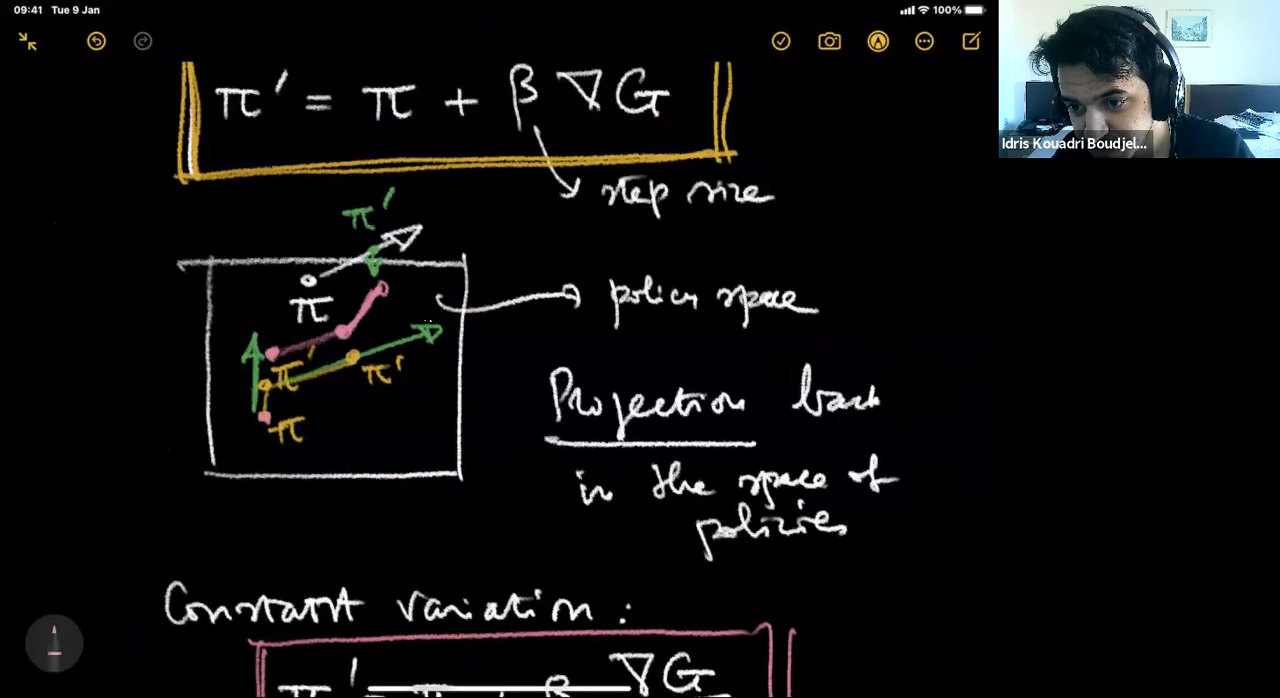 09:41 Tue 9 Jan 100%
π' = π + β ∇G
step size
π'
π
policy space
π'
π'
π
Projection back
in the space of
policies
Constant variation :
π' = π + β ∇G
Idris Kouadri Boudjel...